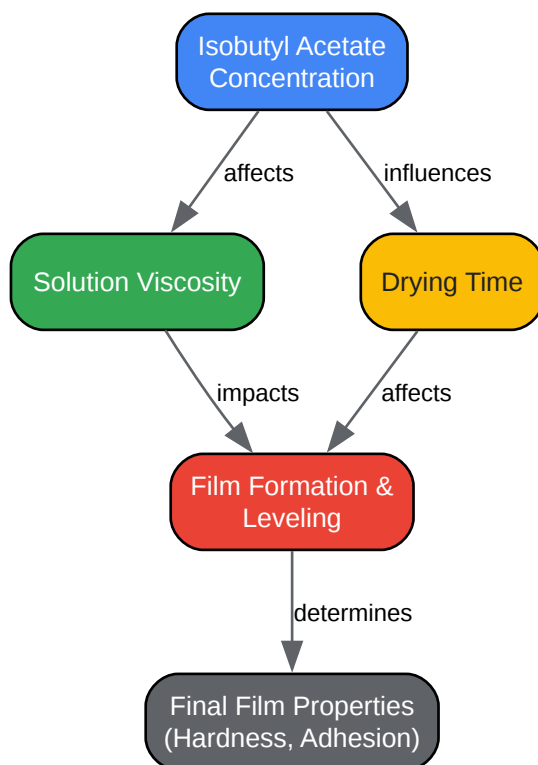 Isobutyl Acetate
Concentration
affects
influences
Solution Viscosity
Drying Time
impacts
affects
Film Formation &
Leveling
determines
Final Film Properties
(Hardness, Adhesion)